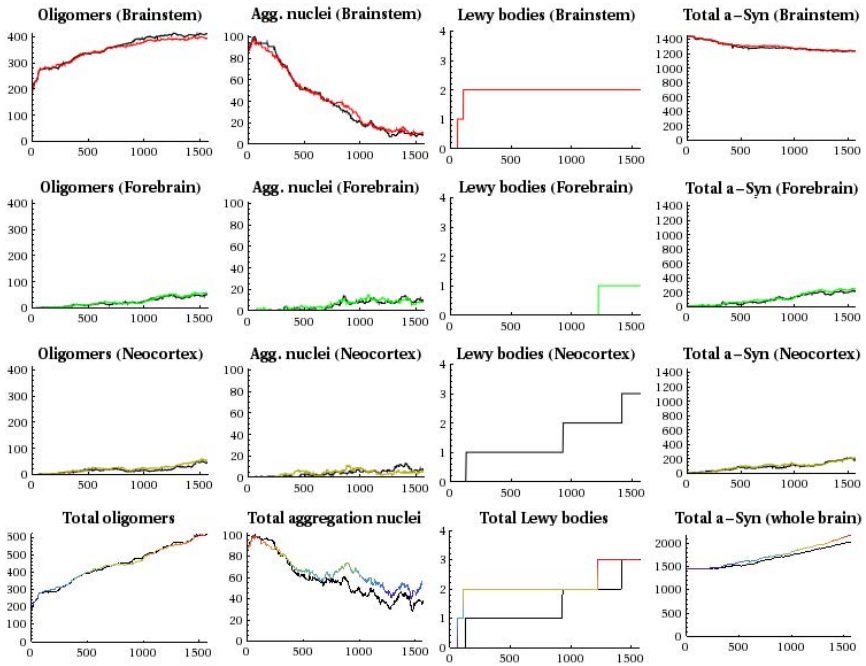 Oligomers (Brainstem)
400
300
200
100
0
0 500 1000 1500
Agg. nuclei (Brainstem)
100
80
60
40
20
0
0 500 1000 1500
Lewy bodies (Brainstem)
4
3
2
1
0
0 500 1000 1500
Total a-Syn (Brainstem)
1400
1200
1000
800
600
400
200
0
0 500 1000 1500
Oligomers (Forebrain)
400
300
200
100
0
0 500 1000 1500
Agg. nuclei (Forebrain)
100
80
60
40
20
0
0 500 1000 1500
Lewy bodies (Forebrain)
4
3
2
1
0
0 500 1000 1500
Total a-Syn (Forebrain)
1400
1200
1000
800
600
400
200
0
0 500 1000 1500
Oligomers (Neocortex)
400
300
200
100
0
0 500 1000 1500
Agg. nuclei (Neocortex)
100
80
60
40
20
0
0 500 1000 1500
Lewy bodies (Neocortex)
4
3
2
1
0
0 500 1000 1500
Total a-Syn (Neocortex)
1400
1200
1000
800
600
400
200
0
0 500 1000 1500
Total oligomers
600
500
400
300
200
100
0
0 500 1000 1500
Total aggregation nuclei
100
80
60
40
20
0
0 500 1000 1500
Total Lewy bodies
4
3
2
1
0
0 500 1000 1500
Total a-Syn (whole brain)
2000
1500
1000
500
0
0 500 1000 1500